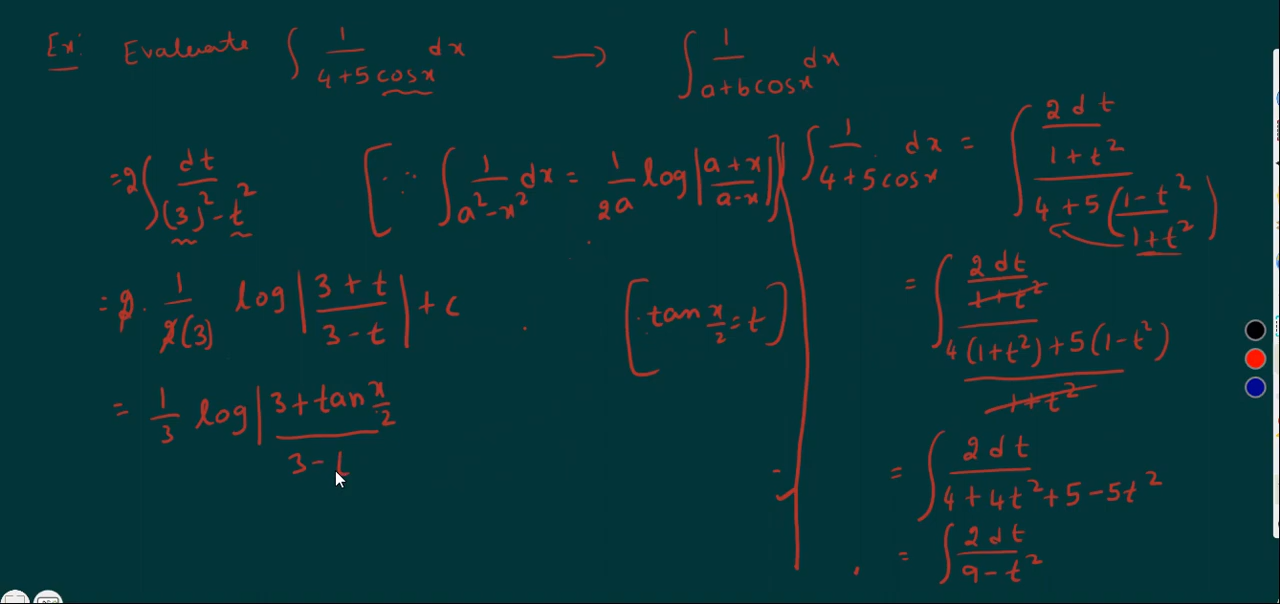 Ex: Evaluate ∫ 1/(4+5cosx) dx → ∫ 1/(a+bcosx) dx
= 2∫ dt/((3)²-t²) [∵ ∫ 1/(a²-x²) dx = 1/2a log|(a+x)/(a-x)|]
= 2 · 1/(2(3)) log|(3+t)/(3-t)| + c [tan x/2 = t]
= 1/3 log|(3+tan x/2)/(3-t
∫ 1/(4+5cosx) dx = ∫ (2dt/(1+t²))/(4+5((1-t²)/(1+t²)))
= ∫ (2dt/(1+t²))/((4(1+t²)+5(1-t²))/(1+t²))
= ∫ 2dt/(4+4t²+5-5t²)
= ∫ 2dt/(9-t²)